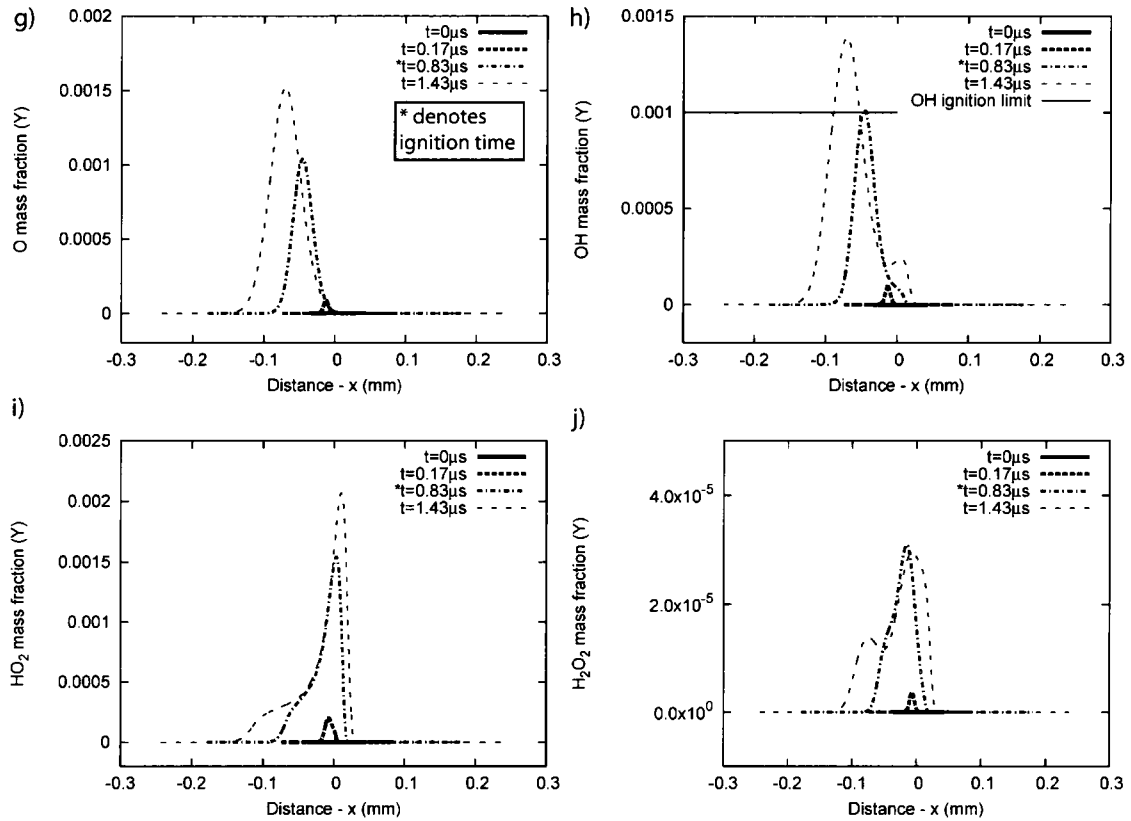 g)
t=0μs
t=0.17μs
*t=0.83μs
t=1.43μs
* denotes
ignition time
0.002
0.0015
0.001
0.0005
0
O mass fraction (Y)
-0.3
-0.2
-0.1
0
0.1
0.2
0.3
Distance - x (mm)
h)
t=0μs
t=0.17μs
*t=0.83μs
t=1.43μs
OH ignition limit
0.0015
0.001
0.0005
0
OH mass fraction (Y)
-0.3
-0.2
-0.1
0
0.1
0.2
0.3
Distance - x (mm)
i)
t=0μs
t=0.17μs
*t=0.83μs
t=1.43μs
0.0025
0.002
0.0015
0.001
0.0005
0
HO₂ mass fraction (Y)
-0.3
-0.2
-0.1
0
0.1
0.2
0.3
Distance - x (mm)
j)
t=0μs
t=0.17μs
*t=0.83μs
t=1.43μs
4.0x10⁻⁵
2.0x10⁻⁵
0.0x10⁰
H₂O₂ mass fraction (Y)
-0.3
-0.2
-0.1
0
0.1
0.2
0.3
Distance - x (mm)